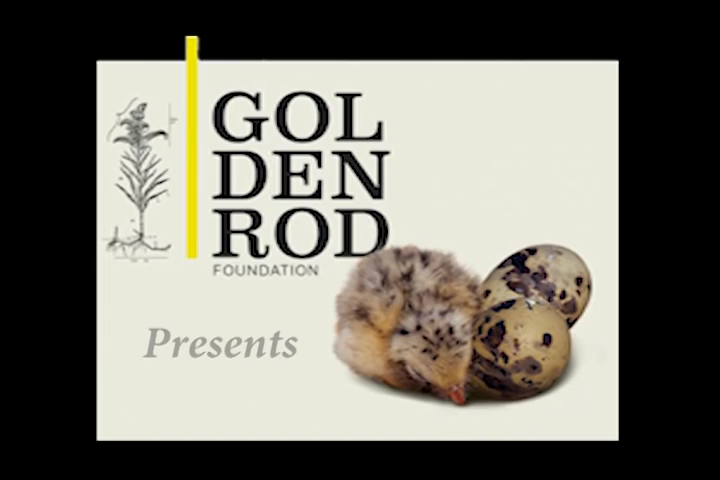 GOL
DEN
ROD
FOUNDATION
Presents